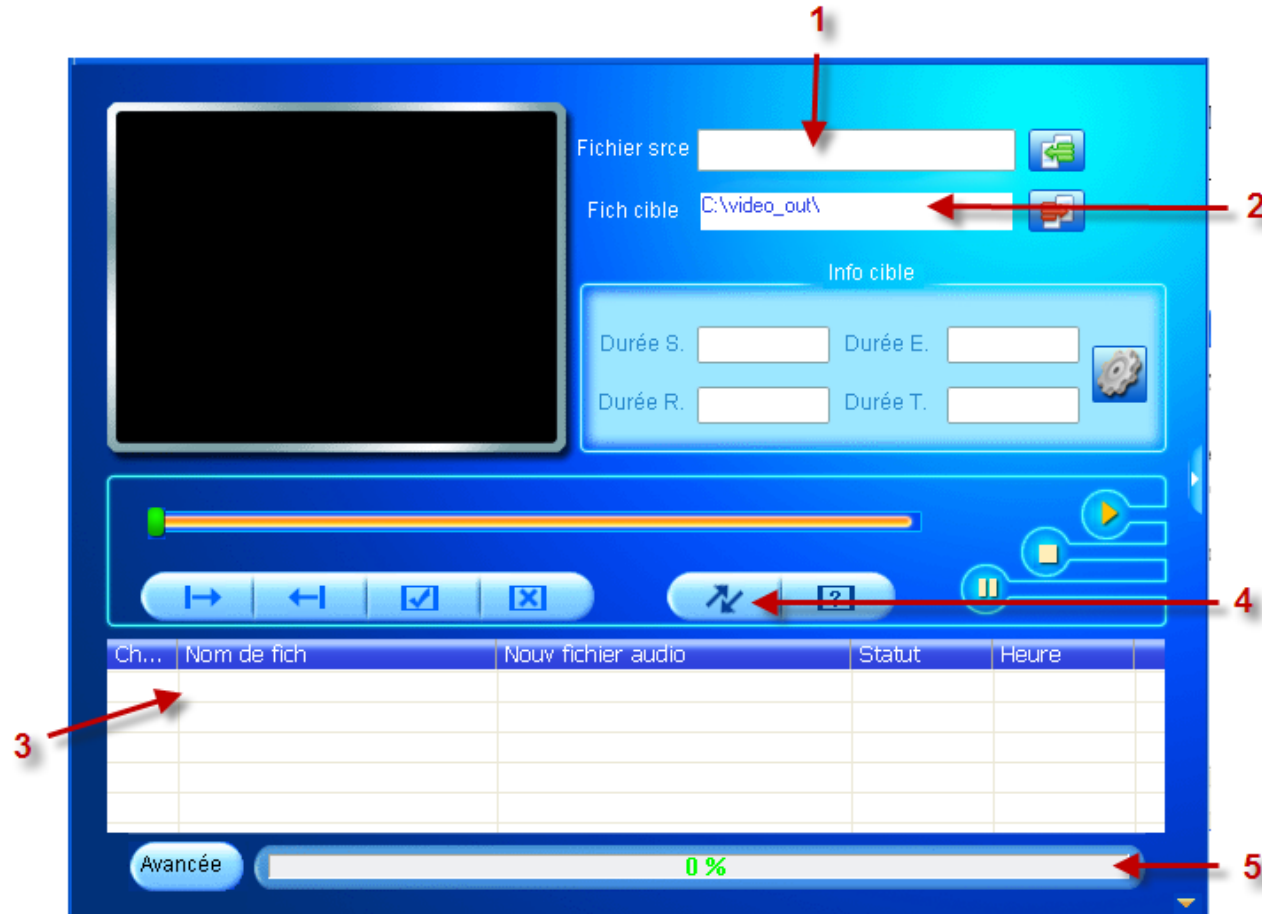 1
Fichier srce
Fich cible C:\video_out\
2
Info cible
Durée S. Durée E.
Durée R. Durée T.
4
Ch... Nom de fich Nouv fichier audio Statut Heure
3
Avancée 0 %
5